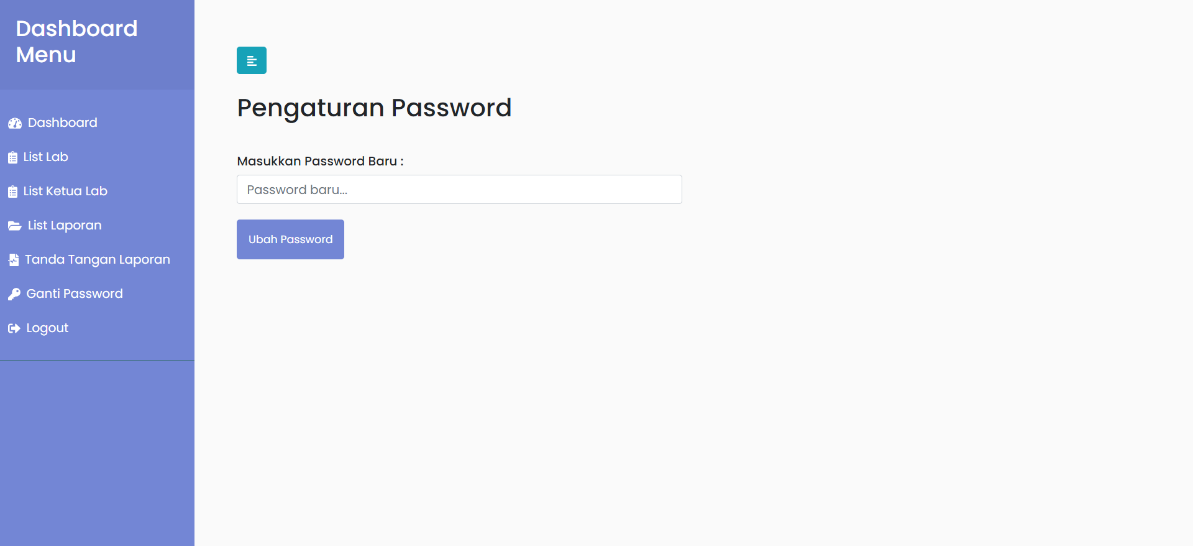 Dashboard
Menu
Dashboard
List Lab
List Ketua Lab
List Laporan
Tanda Tangan Laporan
Ganti Password
Logout
Pengaturan Password
Masukkan Password Baru :
Password baru...
Ubah Password